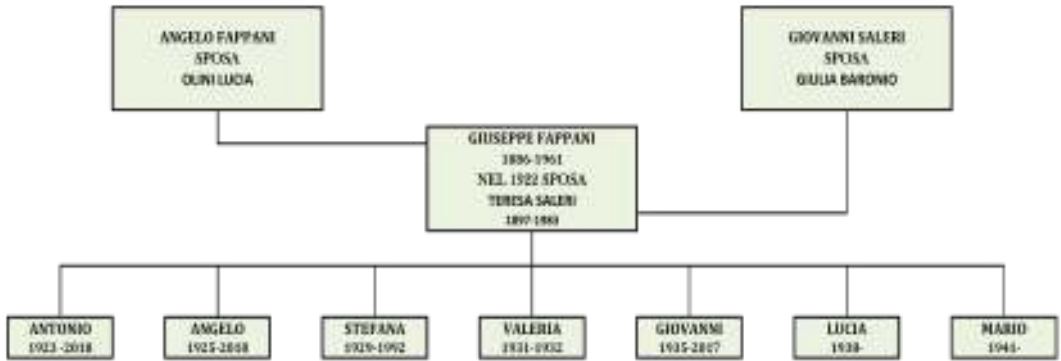 ANGELO FAPPANI
SPOSA
OLINI LUCIA
GIOVANNI SALERI
SPOSA
GIULIA BARONIO
GIUSEPPE FAPPANI
1886-1961
NEL 1922 SPOSA
TERESA SALERI
1897-1983
ANTONIO
1923 -2018
ANGELO
1925-2018
STEFANA
1929-1992
VALERIA
1931-1932
GIOVANNI
1935-2017
LUCIA
1938-
MARIO
1941-